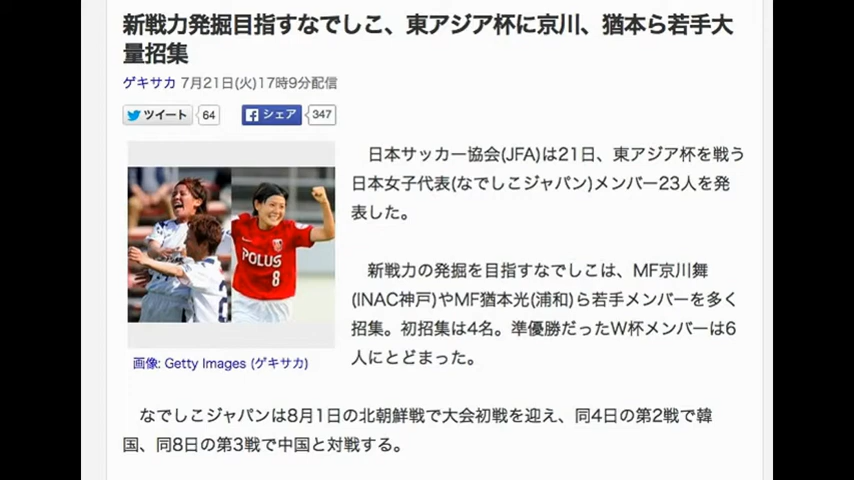 新戦力発掘目指すなでしこ、東アジア杯に京川、猶本ら若手大
量招集
ゲキサカ 7月21日(火)17時9分配信
ツイート 64 シェア 347
日本サッカー協会(JFA)は21日、東アジア杯を戦う
日本女子代表(なでしこジャパン)メンバー23人を発
表した。
新戦力の発掘を目指すなでしこは、MF京川舞
(INAC神戸)やMF猶本光(浦和)ら若手メンバーを多く
招集。初招集は4名。準優勝だったW杯メンバーは6
人にとどまった。
POLUS
8
画像: Getty Images (ゲキサカ)
なでしこジャパンは8月1日の北朝鮮戦で大会初戦を迎え、同4日の第2戦で韓
国、同8日の第3戦で中国と対戦する。